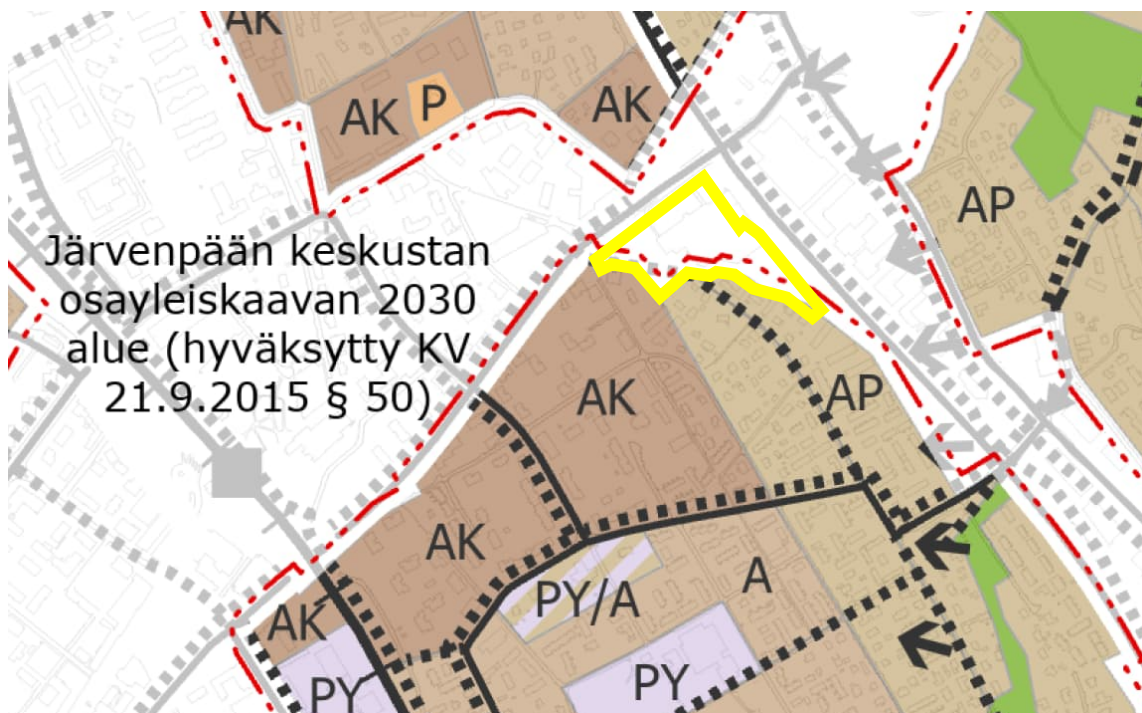 AK
AK
P
AK
AP
Järvenpään keskustan
osayleiskaavan 2030
alue (hyväksytty KV
21.9.2015 § 50)
AK
AP
AK
A
PY/A
AK
PY
PY